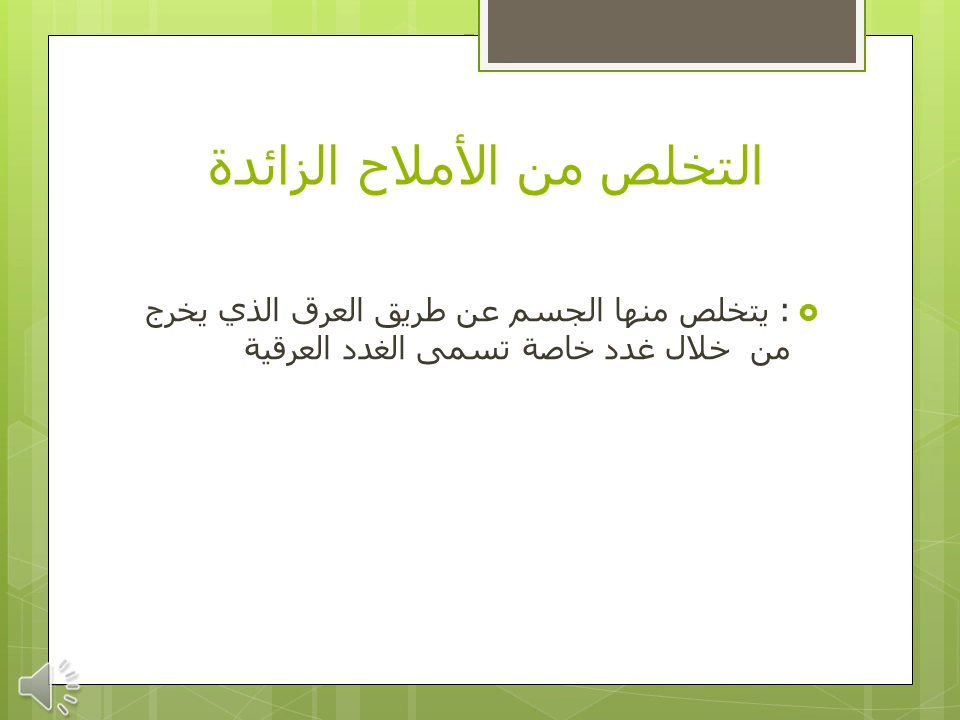 التخلص من الأملاح الزائدة
: يتخلص منها الجسم عن طريق العرق الذي يخرج
من خلال غدد خاصة تسمى الغدد العرقية